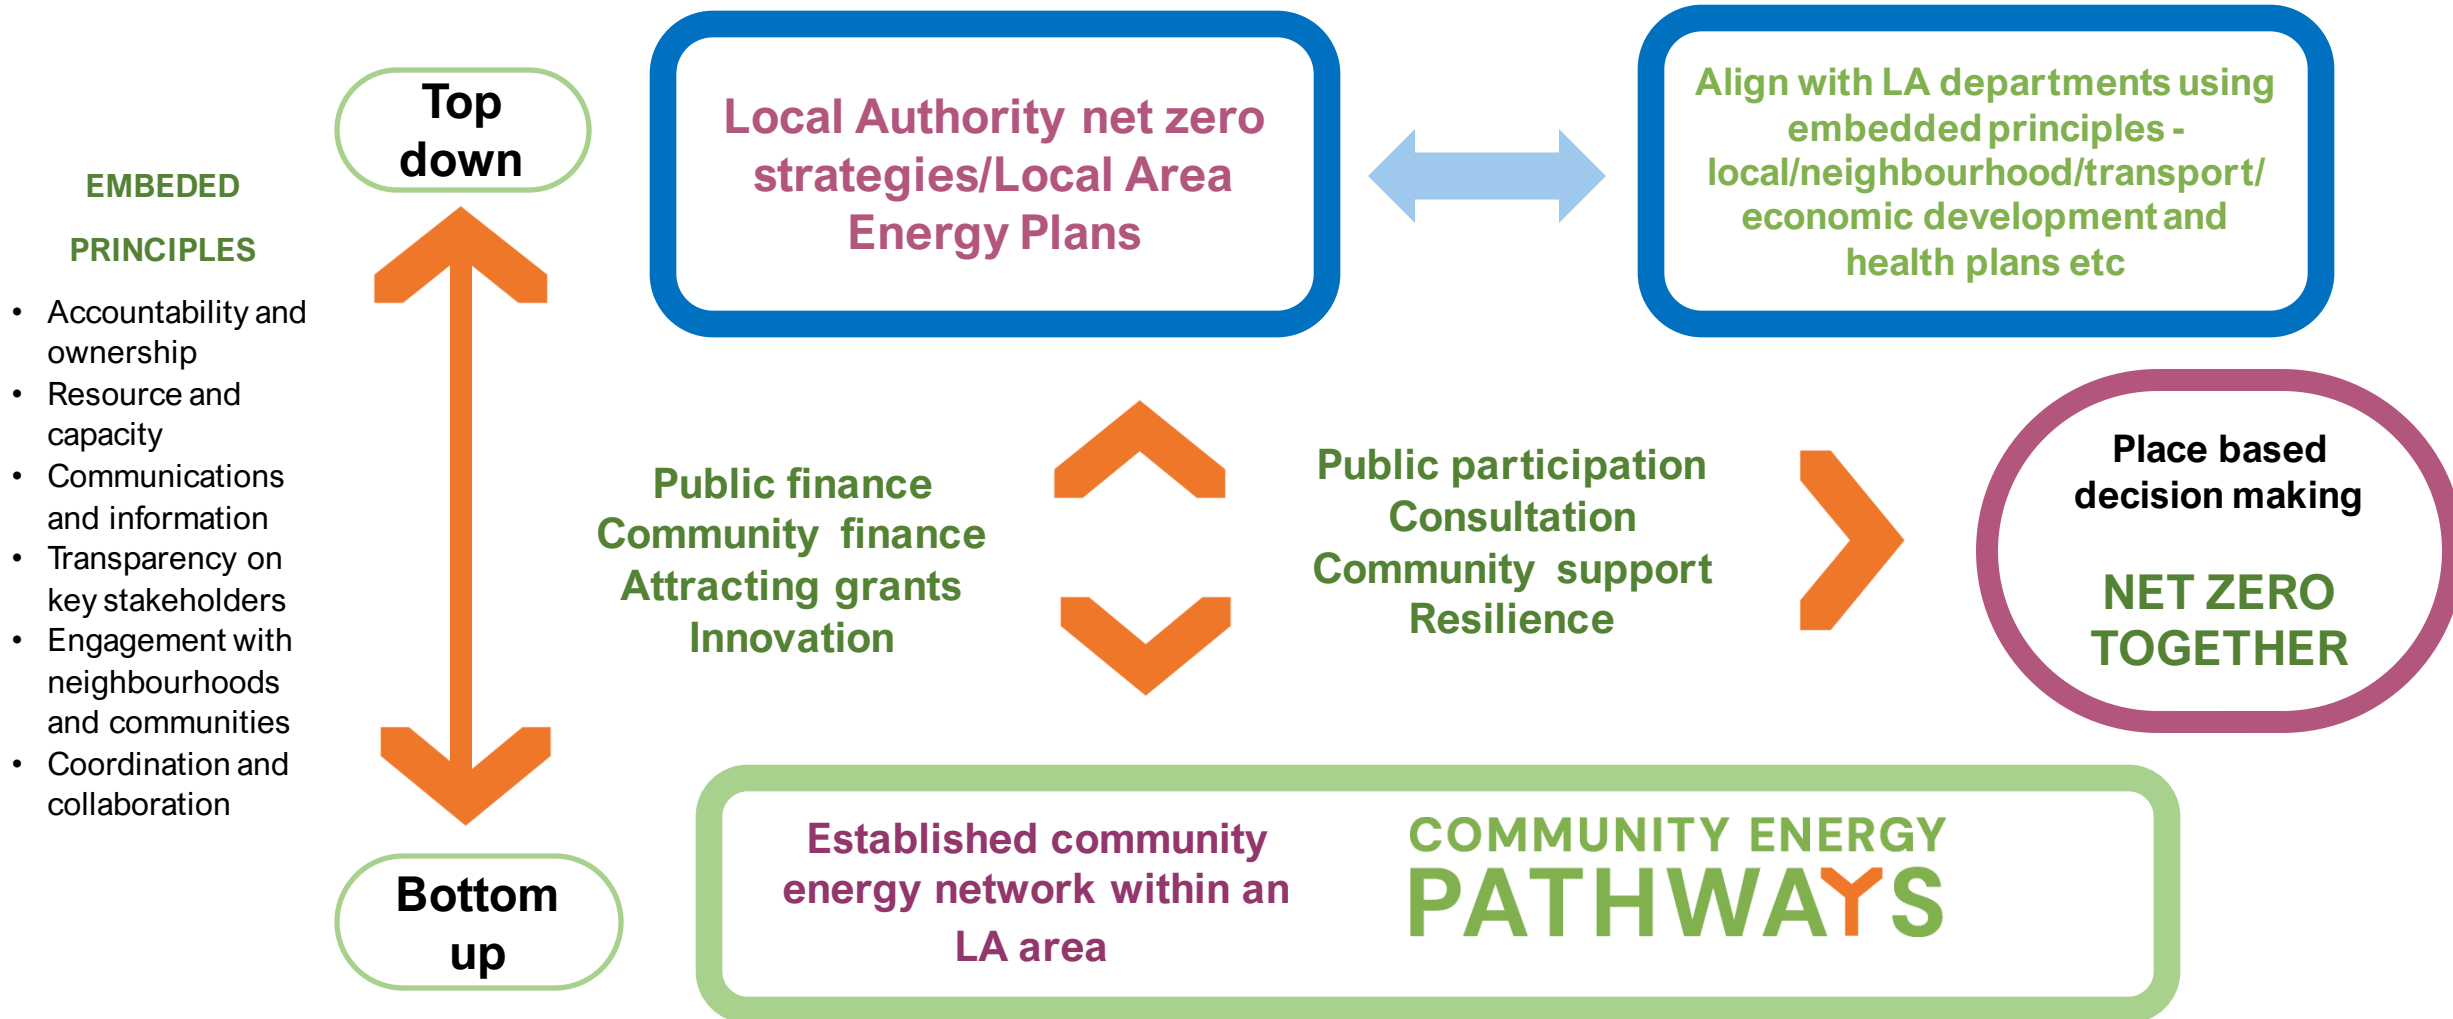 Top
down
Local Authority net zero
strategies/Local Area
Energy Plans
Align with LA departments using
embedded principles -
local/neighbourhood/transport/
economic development and
health plans etc
EMBEDED
PRINCIPLES
• Accountability and
ownership
• Resource and
capacity
• Communications
and information
• Transparency on
key stakeholders
• Engagement with
neighbourhoods
and communities
• Coordination and
collaboration
Public finance
Community finance
Attracting grants
Innovation
Public participation
Consultation
Community support
Resilience
Place based
decision making
NET ZERO
TOGETHER
Bottom
up
Established community
energy network within an
LA area
COMMUNITY ENERGY
PATHWAYS